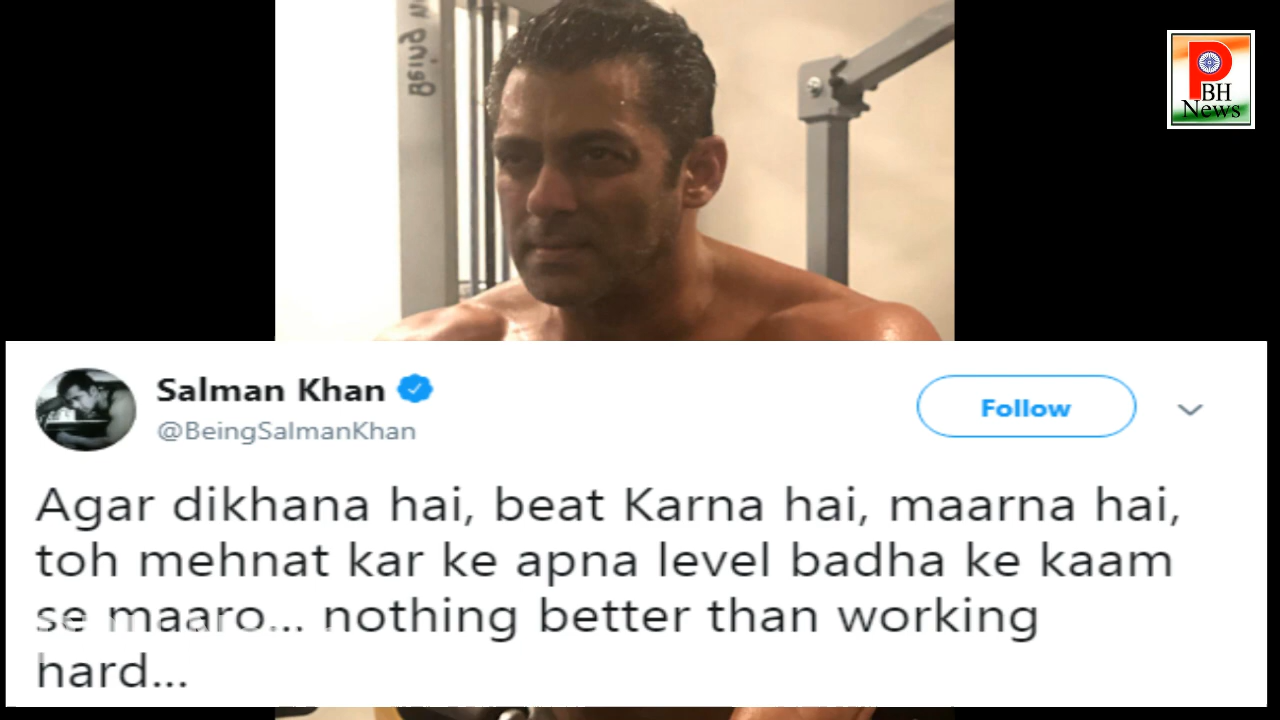 Being
P
BH
News
Salman Khan
@BeingSalmanKhan
Follow
Agar dikhana hai, beat Karna hai, maarna hai,
toh mehnat kar ke apna level badha ke kaam
se maaro... nothing better than working
hard...